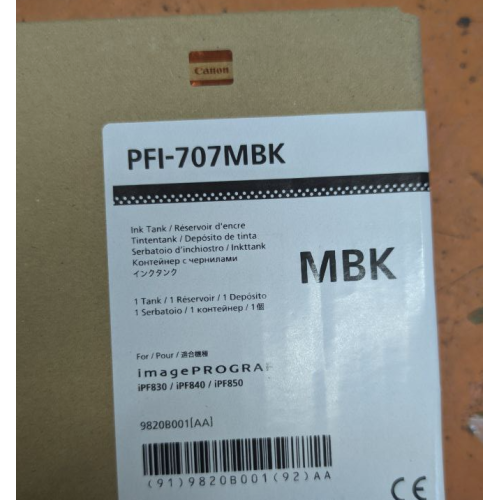 Canon
PFI-707MBK
Ink Tank / Réservoir d'encre
Tintentank / Depósito de tinta
Serbatoio d'inchiostro / Inkttank
Контейнер с чернилами
インクタンク
MBK
1 Tank / 1 Réservoir / 1 Depósito
1 Serbatoio / 1 контейнер / 1個
For / Pour / 適合機種
imagePROGRAF
iPF830 / iPF840 / iPF850
9820B001[AA]
(91)9820B001(92)AA
CE